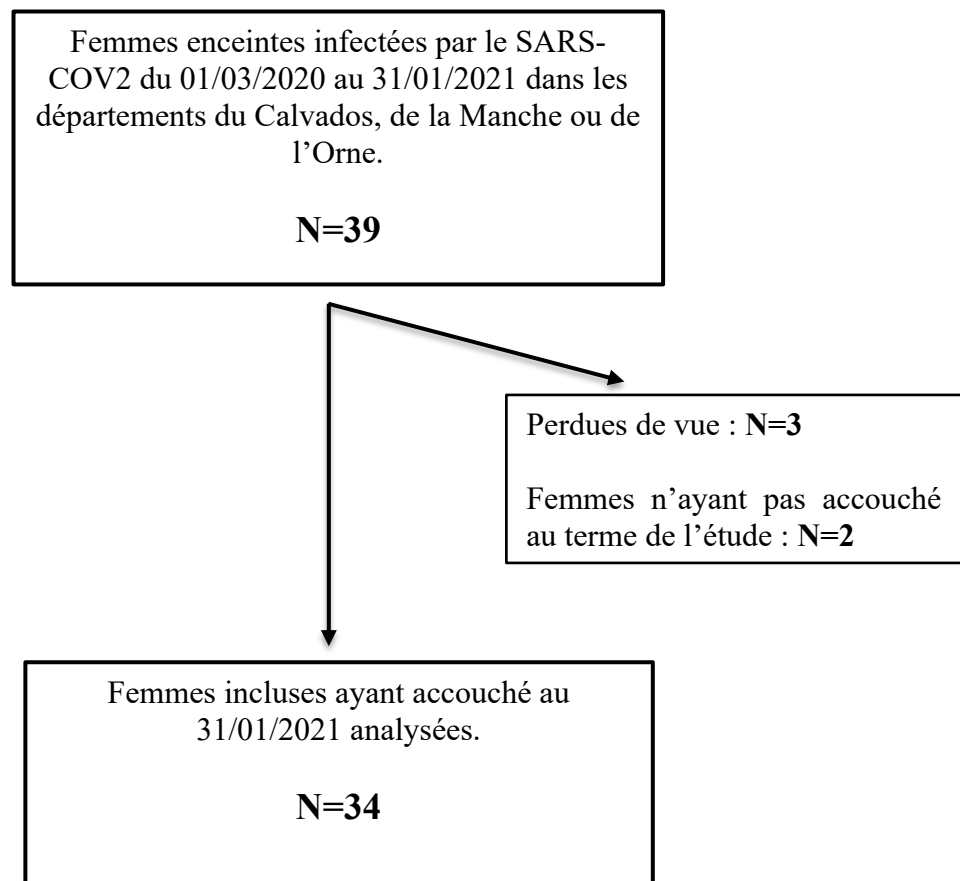 Femmes enceintes infectées par le SARS-
COV2 du 01/03/2020 au 31/01/2021 dans les
départements du Calvados, de la Manche ou de
l’Orne.
N=39
Perdues de vue : N=3
Femmes n’ayant pas accouché
au terme de l’étude : N=2
Femmes incluses ayant accouché au
31/01/2021 analysées.
N=34